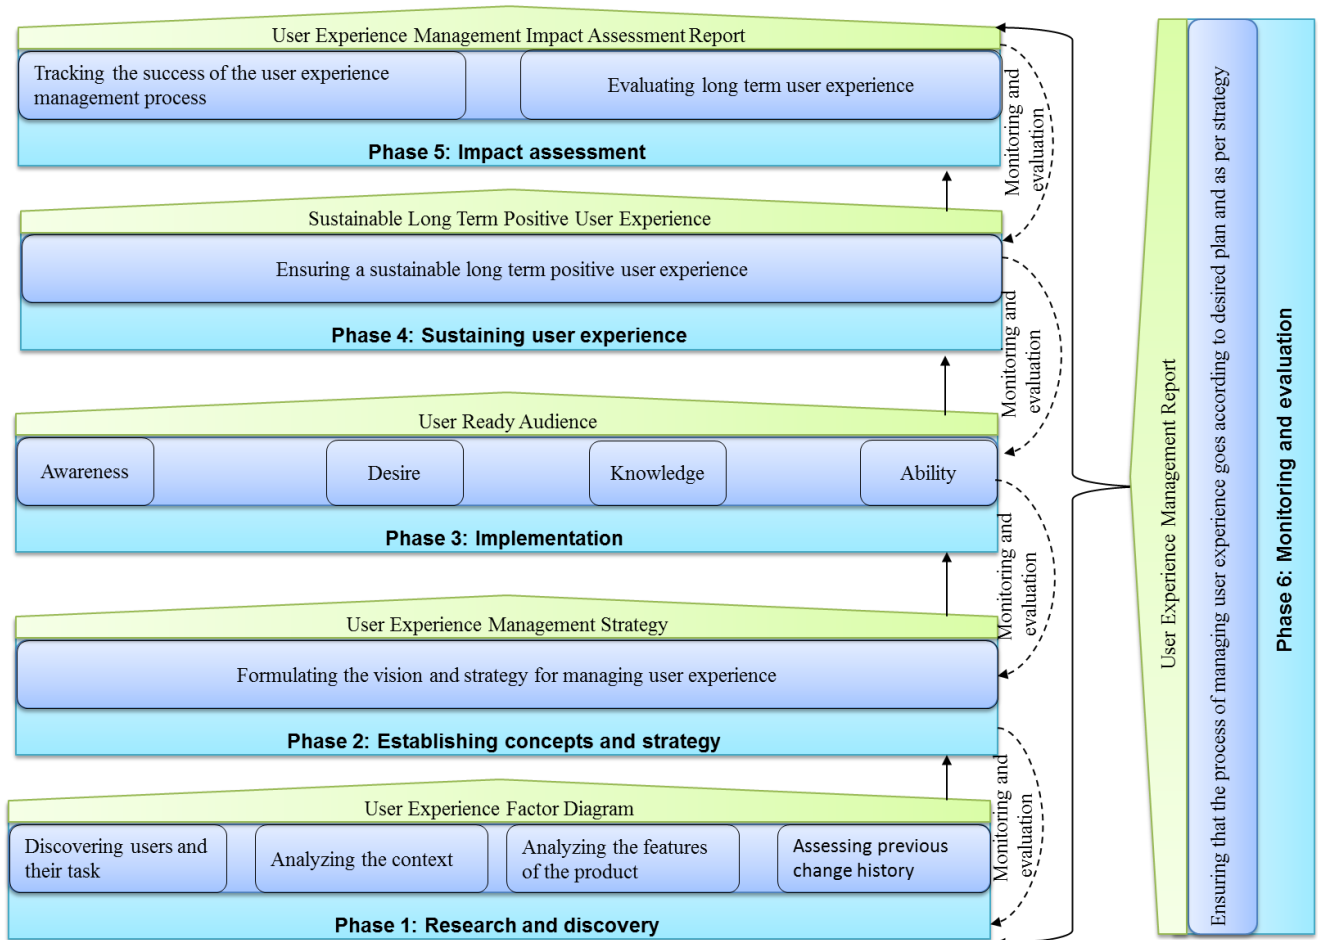 User Experience Management Impact Assessment Report
Tracking the success of the user experience
management process
Evaluating long term user experience
Phase 5: Impact assessment
Monitoring and
evaluation
Sustainable Long Term Positive User Experience
Ensuring a sustainable long term positive user experience
Phase 4: Sustaining user experience
Monitoring and
evaluation
User Ready Audience
Awareness
Desire
Knowledge
Ability
Phase 3: Implementation
Monitoring and
evaluation
User Experience Management Strategy
Formulating the vision and strategy for managing user experience
Phase 2: Establishing concepts and strategy
Monitoring and
evaluation
User Experience Factor Diagram
Discovering users and
their task
Analyzing the context
Analyzing the features
of the product
Assessing previous
change history
Phase 1: Research and discovery
User Experience Management Report
Ensuring that the process of managing user experience goes according to desired plan and as per strategy
Phase 6: Monitoring and evaluation